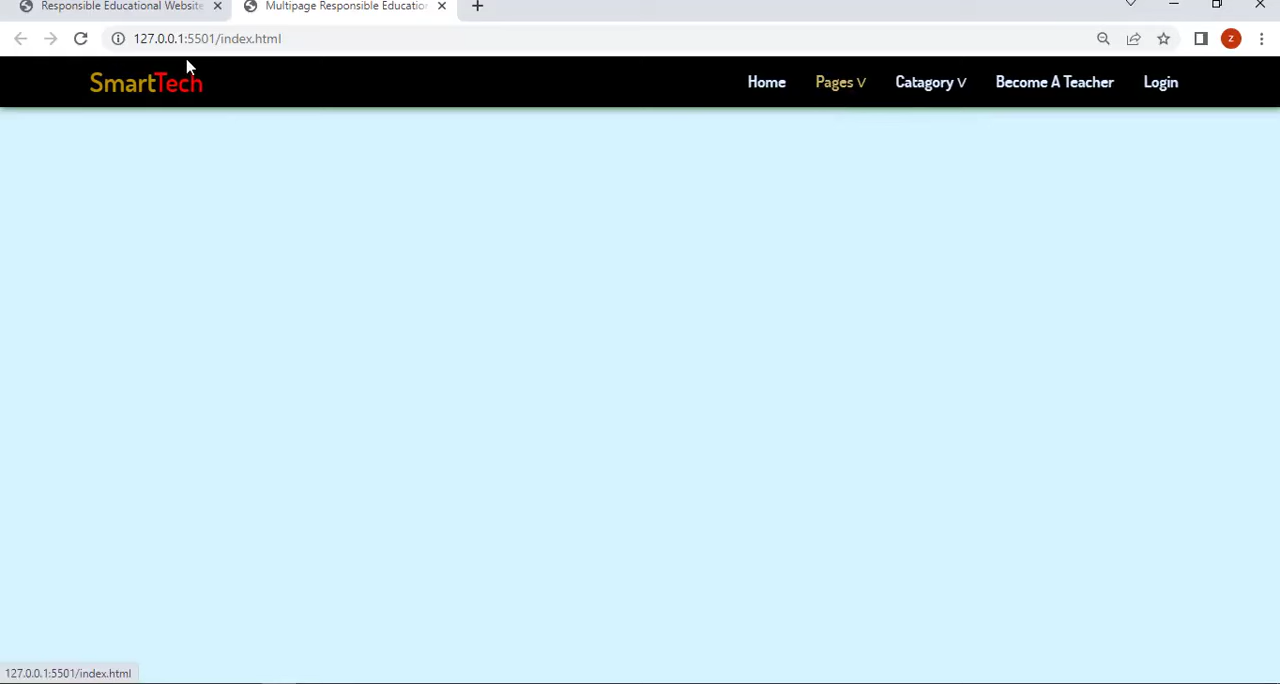 Responsible Educational Website
Multipage Responsible Educatio
127.0.0.1:5501/index.html
z
SmartTech
Home
Pages V
Catagory V
Become A Teacher
Login
127.0.0.1:5501/index.html